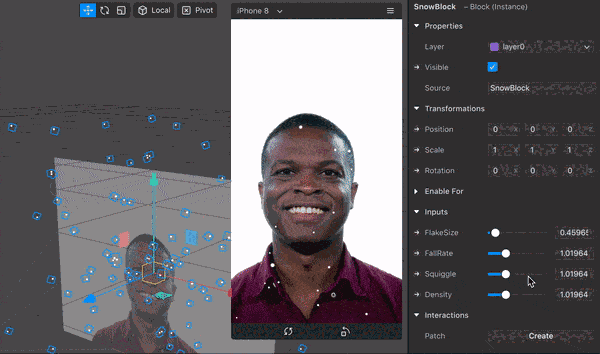 Local
Pivot
iPhone 8
SnowBlock – Block (Instance)
Properties
Layer layer0
Visible
Source SnowBlock
Transformations
Position 0 0 0
Scale 1 1 1
Rotation 0 0 0
Enable For
Inputs
FlakeSize 0.4596
FallRate 1.01964
Squiggle 1.01964
Density 1.01964
Interactions
Patch Create